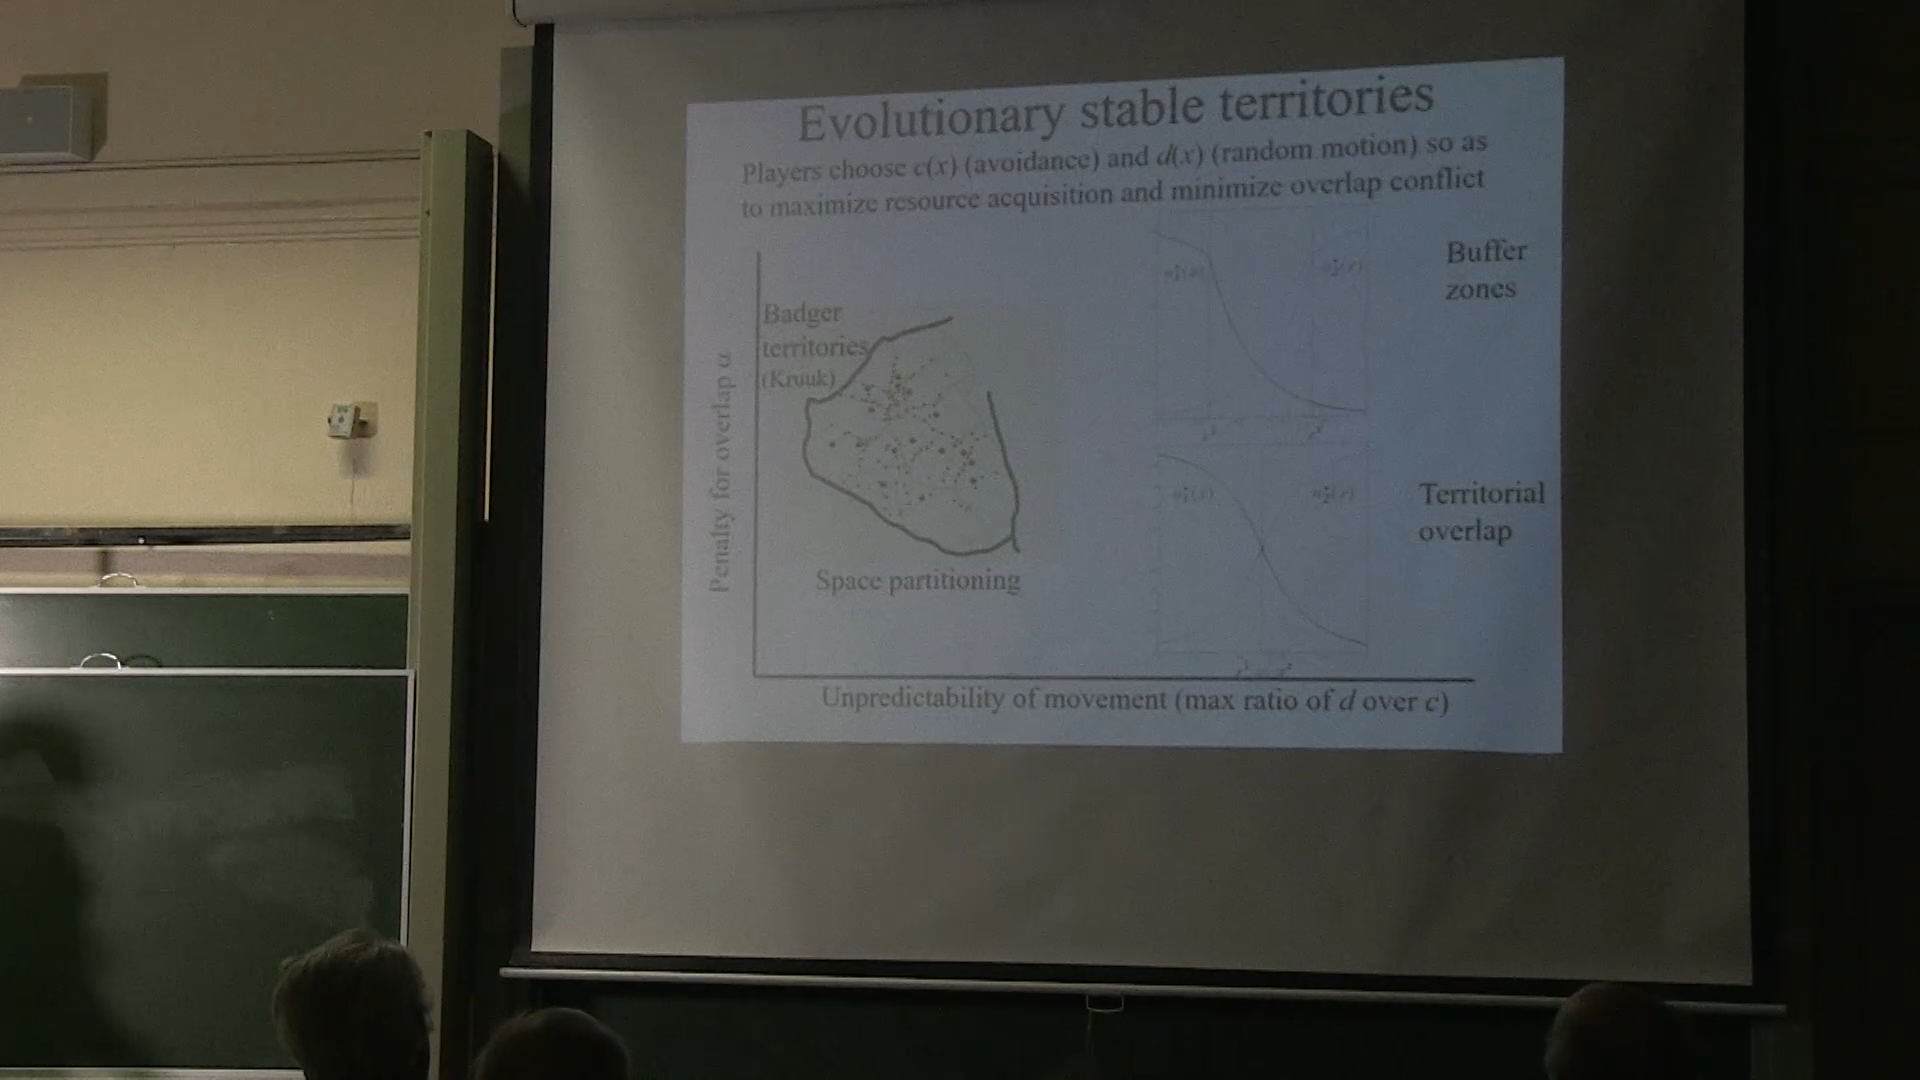 Evolutionary stable territories
Players choose c(x) (avoidance) and d(x) (random motion) so as
to maximize resource acquisition and minimize overlap conflict
Buffer
zones
Badger
territories
(Kruuk)
Penalty for overlap α
Territorial
overlap
Space partitioning
Unpredictability of movement (max ratio of d over c)